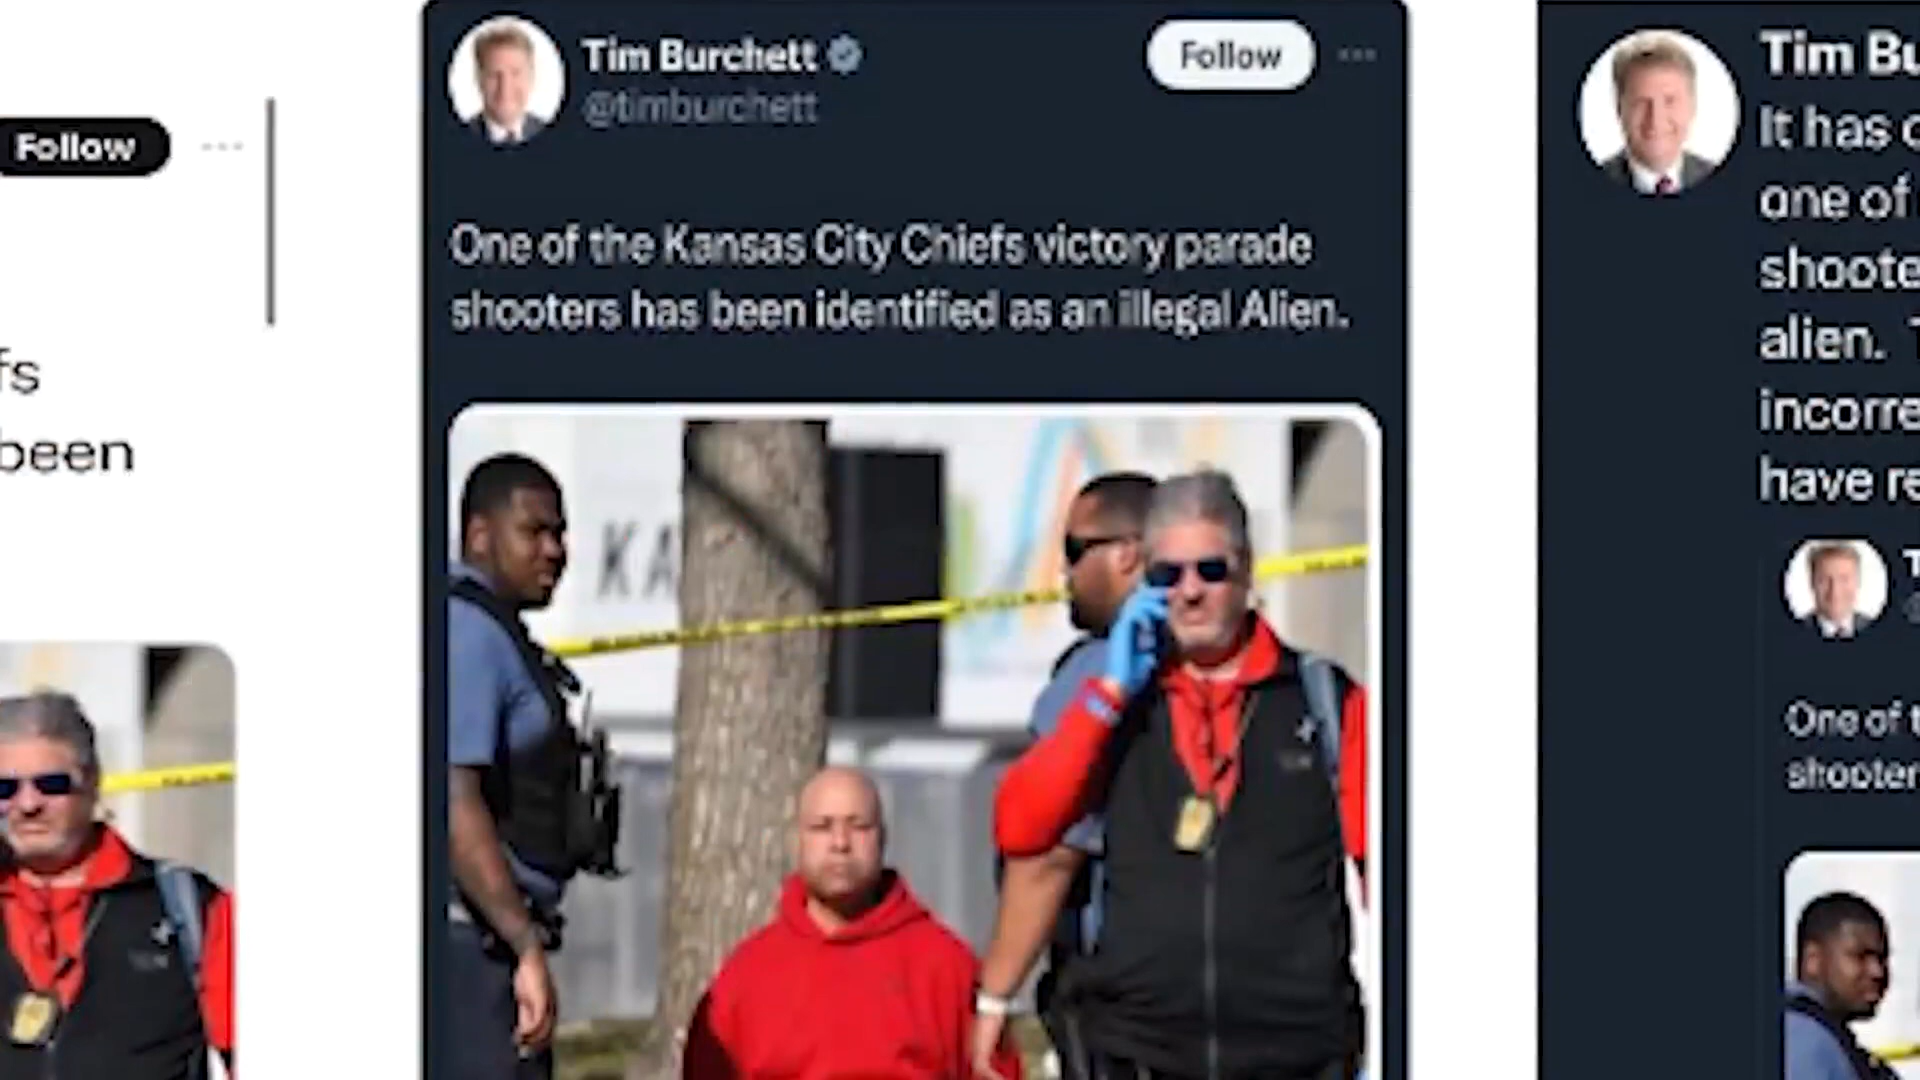 Follow
fs
been
Tim Burchett
@timburchett
Follow
One of the Kansas City Chiefs victory parade
shooters has been identified as an illegal Alien.
KA
Tim Bu
It has c
one of
shoote
alien. T
incorre
have re
T
One of t
shooter